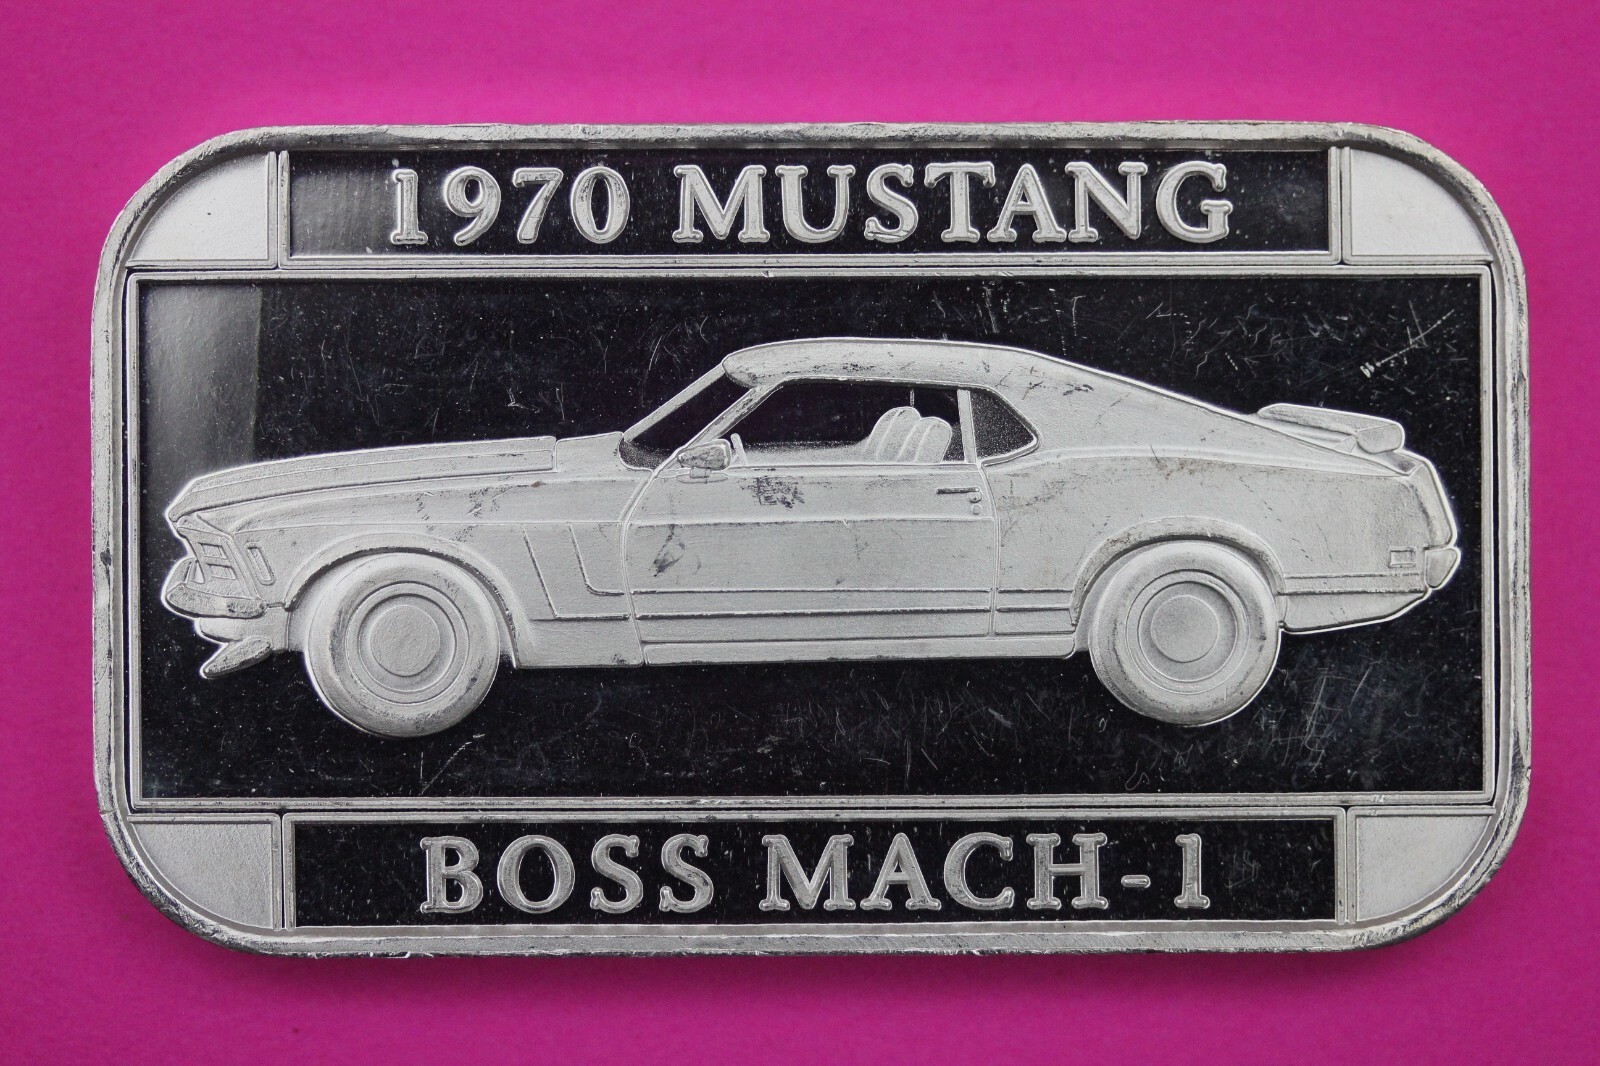 1970 MUSTANG
BOSS MACH-1